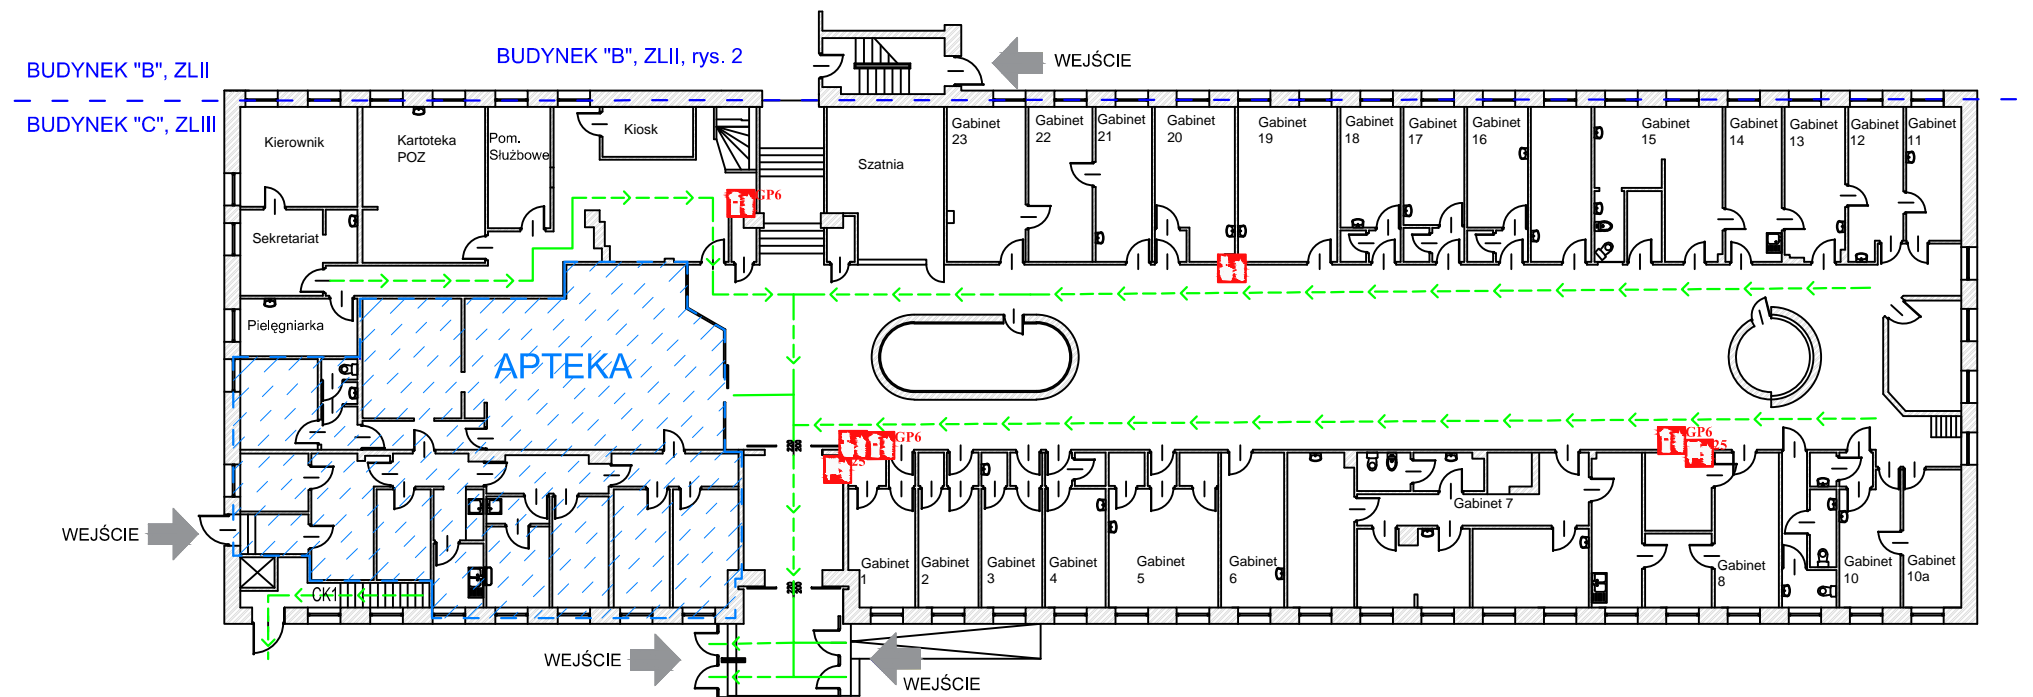 BUDYNEK "B", ZLII
BUDYNEK "B", ZLII, rys. 2
WEJŚCIE
BUDYNEK "C", ZLIII
Kierownik
Kartoteka
POZ
Pom.
Służbowe
Kiosk
Szatnia
Gabinet
23
Gabinet
22
Gabinet
21
Gabinet
20
Gabinet
19
Gabinet
18
Gabinet
17
Gabinet
16
Gabinet
15
Gabinet
14
Gabinet
13
Gabinet
12
Gabinet
11
GP6
Sekretariat
Pielęgniarka
APTEKA
GP6
25
GP6
25
WEJŚCIE
CK1
Gabinet
1
Gabinet
2
Gabinet
3
Gabinet
4
Gabinet
5
Gabinet
6
Gabinet 7
Gabinet
8
Gabinet
10
Gabinet
10a
WEJŚCIE
WEJŚCIE